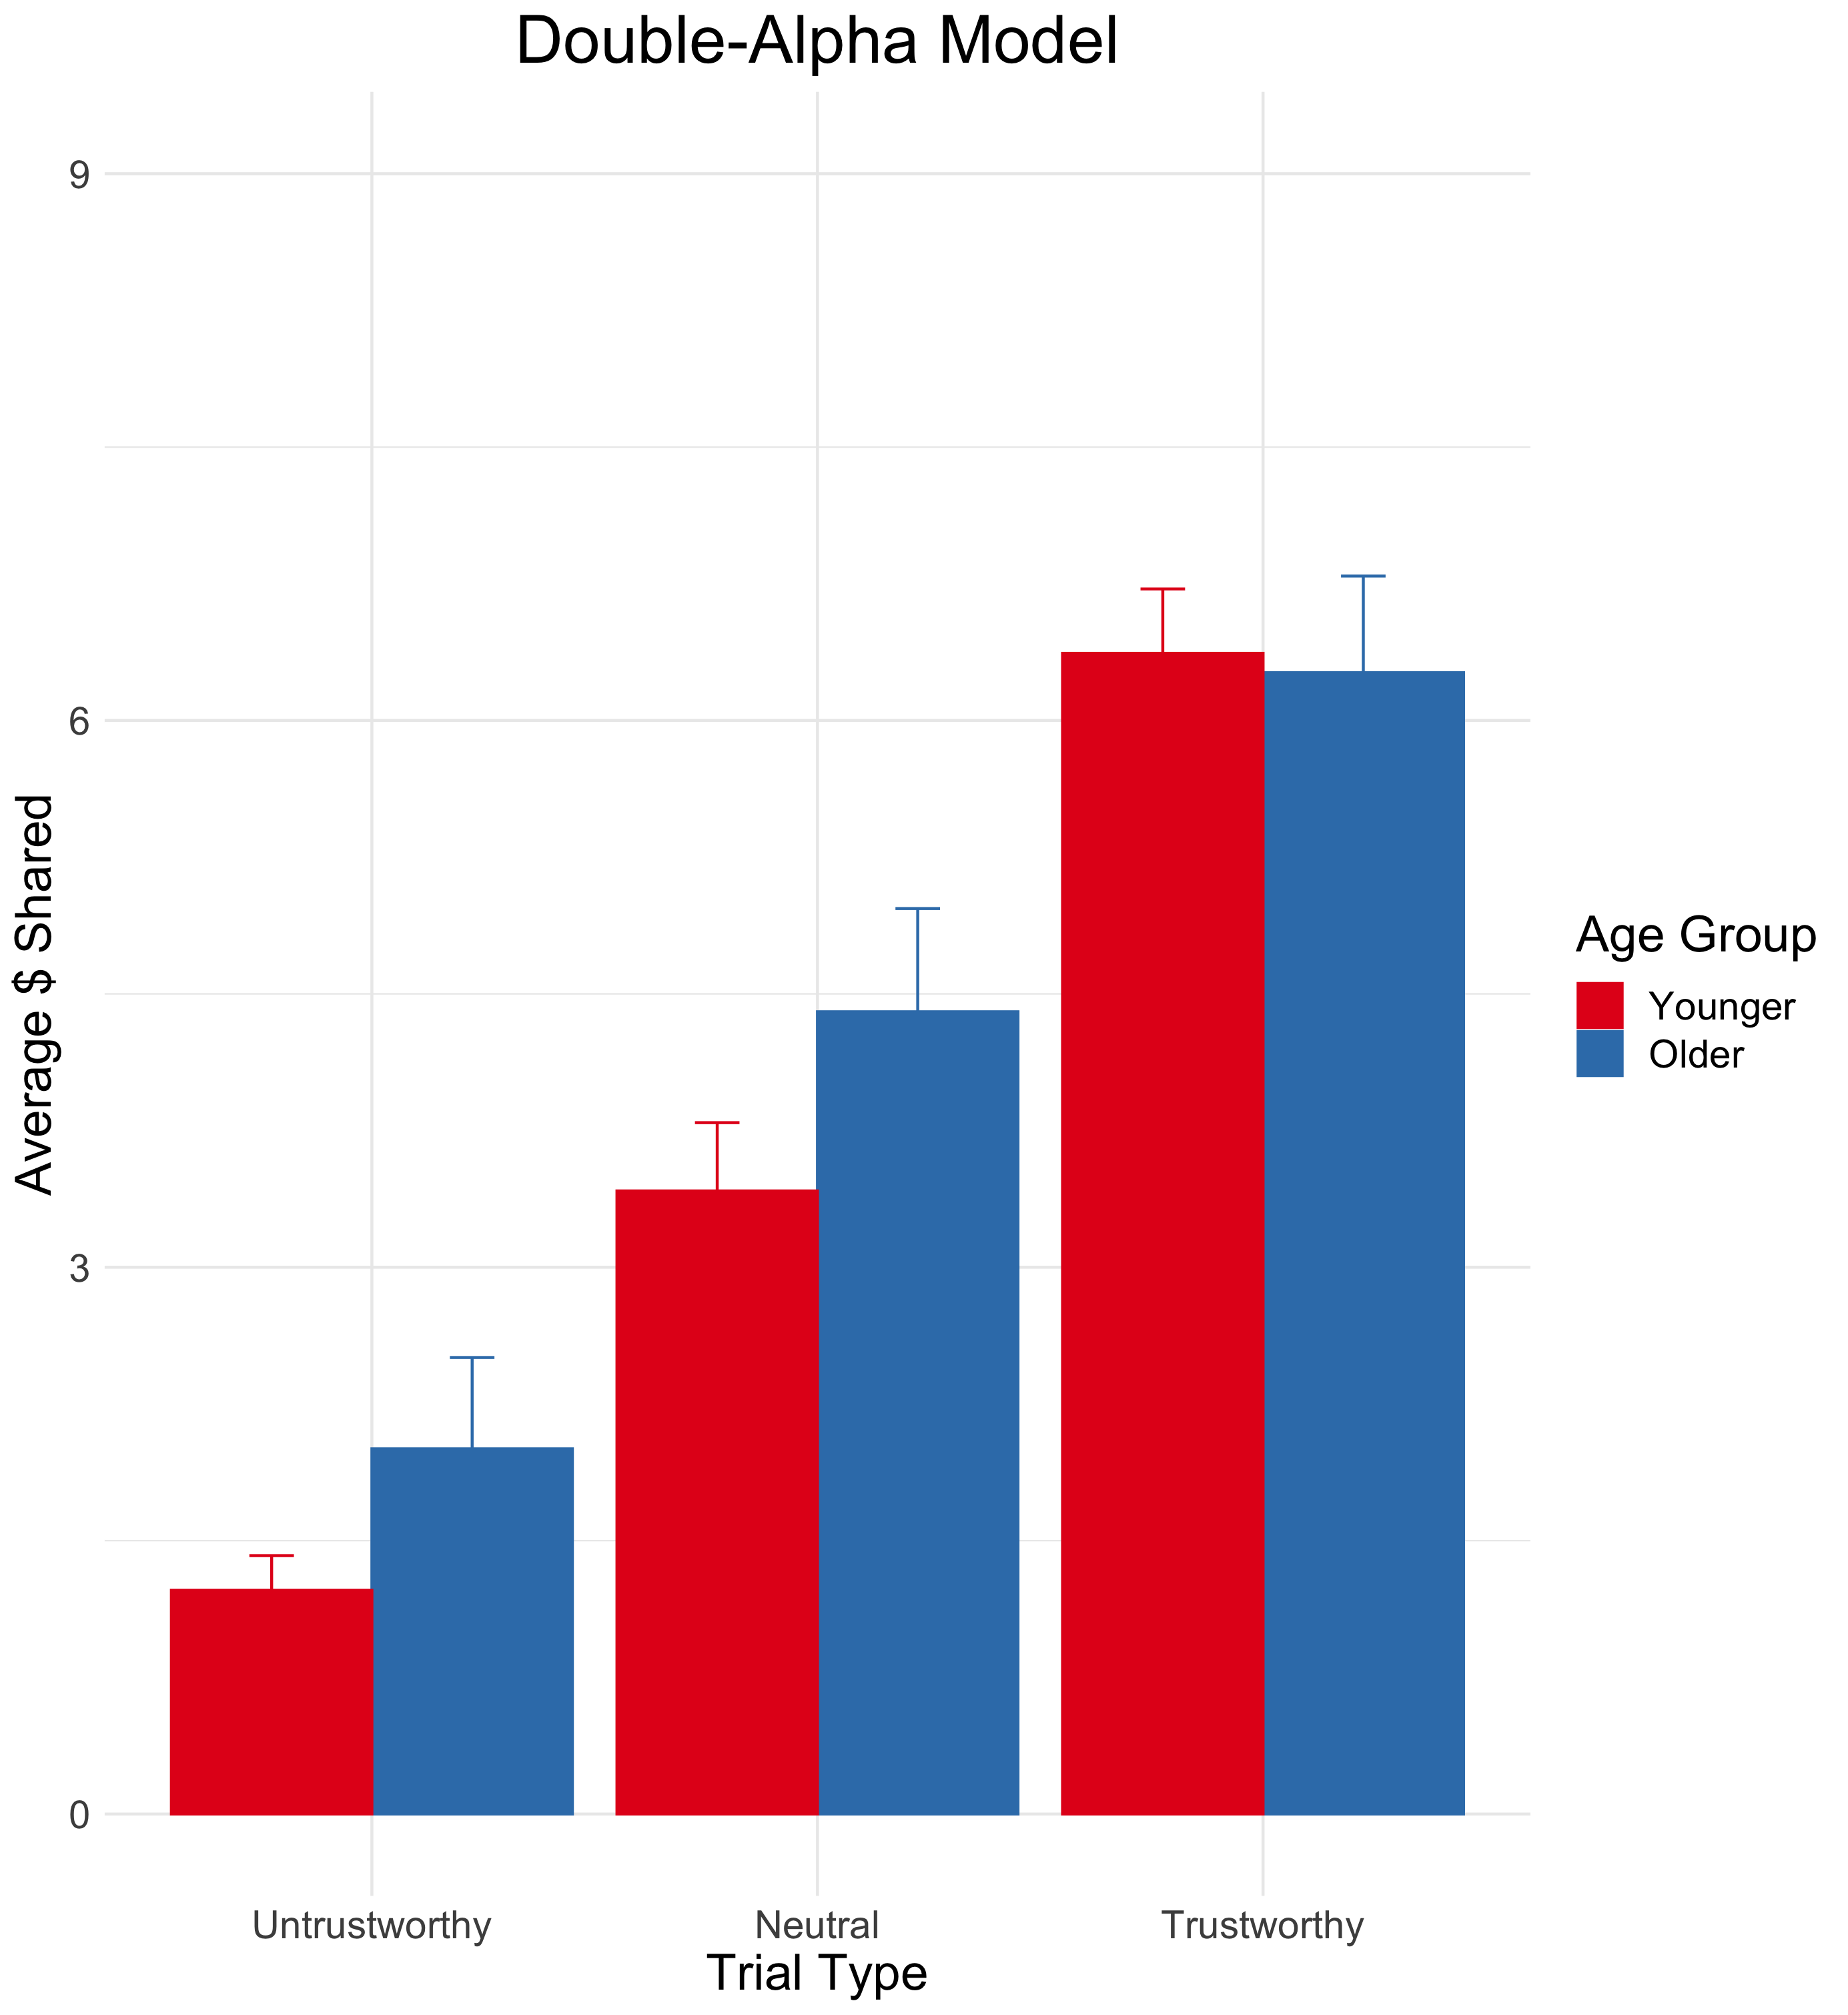 Double-Alpha Model
9
6
3
0
Average $ Shared
Untrustworthy
Neutral
Trustworthy
Trial Type
Age Group
Younger
Older